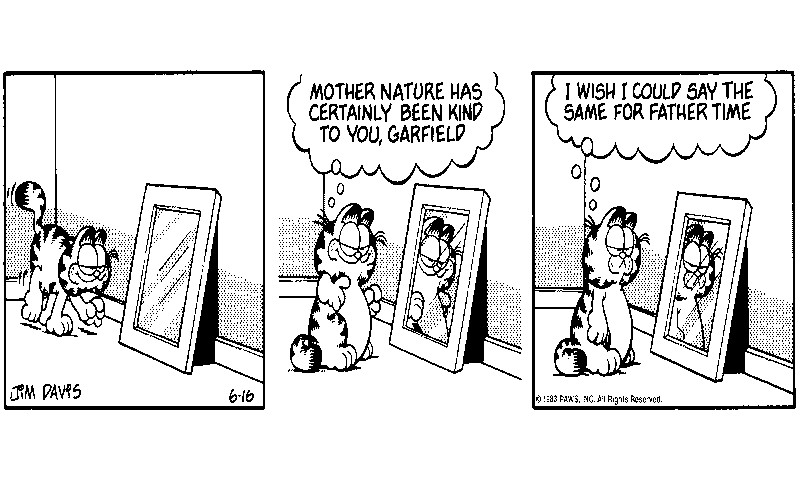 JIM DAVIS
6-16
MOTHER NATURE HAS
CERTAINLY BEEN KIND
TO YOU, GARFIELD
I WISH I COULD SAY THE
SAME FOR FATHER TIME
© 1983 PAWS, INC. All Rights Reserved.